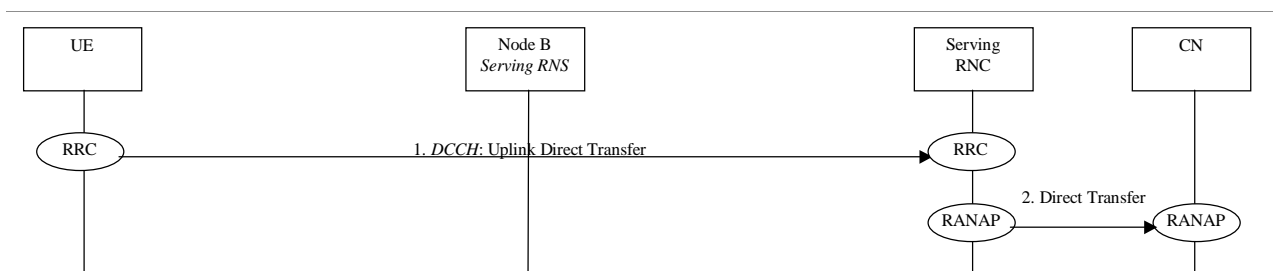 UE
Node B
Serving RNS
Serving
RNC
CN
RRC
1. DCCH: Uplink Direct Transfer
RRC
2. Direct Transfer
RANAP
RANAP